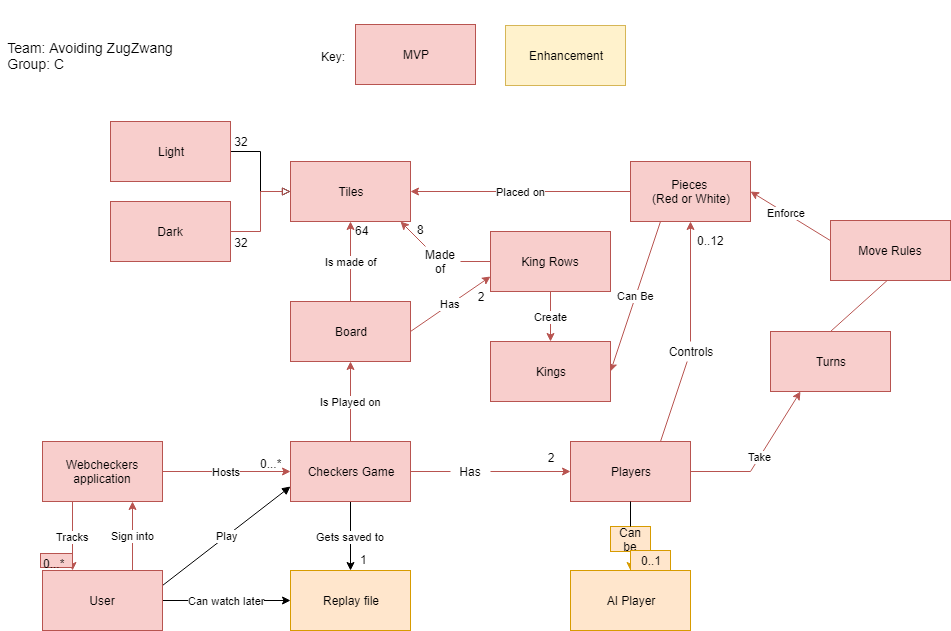 Team: Avoiding ZugZwang
Group: C
Key:
MVP
Enhancement
Light
32
Dark
32
Tiles
Placed on
Pieces
(Red or White)
Enforce
Move Rules
64
8
0..12
Is made of
Made
of
King Rows
Has
2
Can Be
Create
Board
Kings
Controls
Turns
Is Played on
Webcheckers
application
Hosts
0...*
Checkers Game
Has
2
Players
Take
Tracks
Sign into
Play
Gets saved to
Can
be
0...*
1
0..1
User
Can watch later
Replay file
AI Player